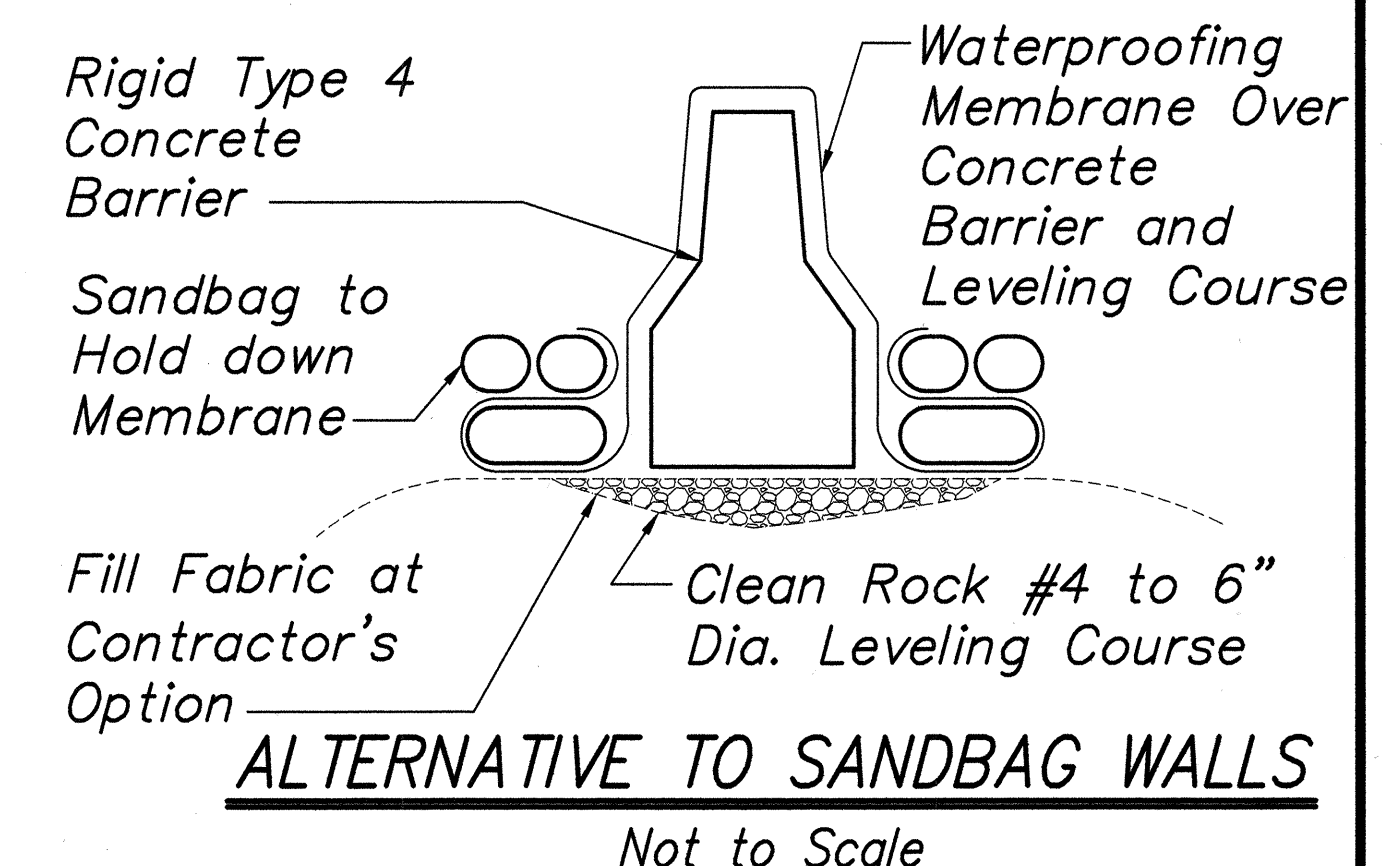 Rigid Type 4
Concrete
Barrier
Waterproofing
Membrane Over
Concrete
Barrier and
Leveling Course
Sandbag to
Hold down
Membrane
Fill Fabric at
Contractor's
Option
Clean Rock #4 to 6"
Dia. Leveling Course
ALTERNATIVE TO SANDBAG WALLS
Not to Scale